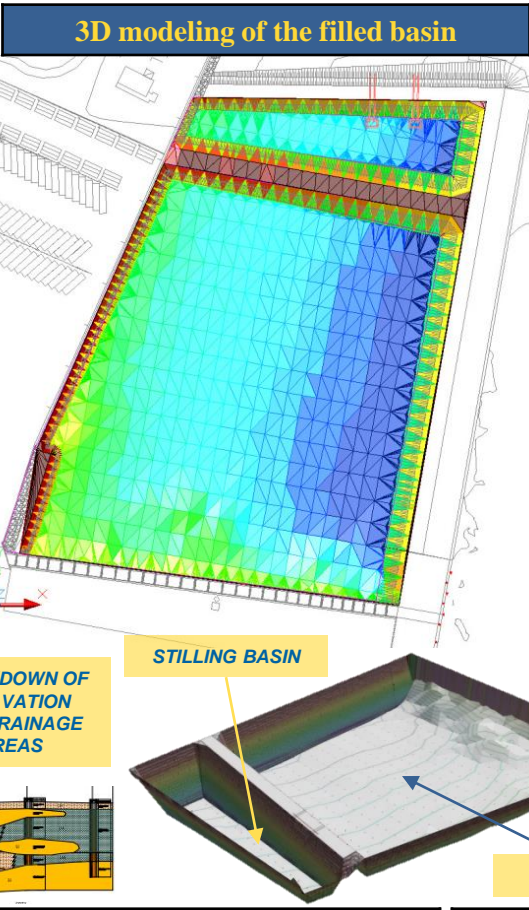 3D modeling of the filled basin
X
STILLING BASIN
DOWN OF
VATION
RAINAGE
REAS